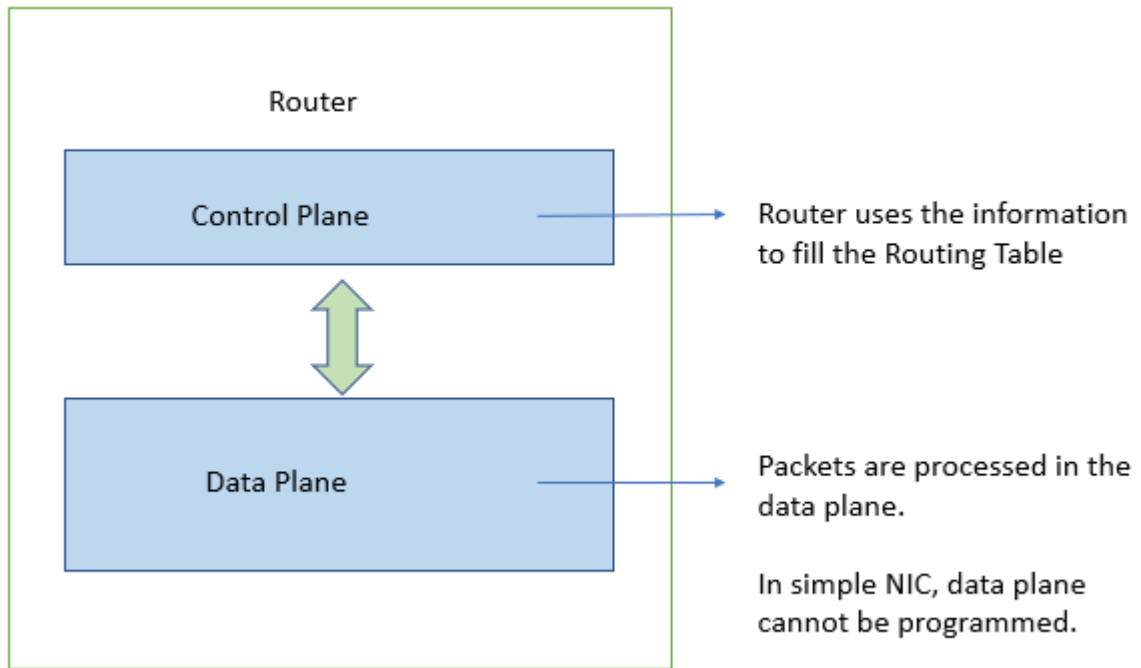 Router
Control Plane
Router uses the information
to fill the Routing Table
Data Plane
Packets are processed in the
data plane.
In simple NIC, data plane
cannot be programmed.